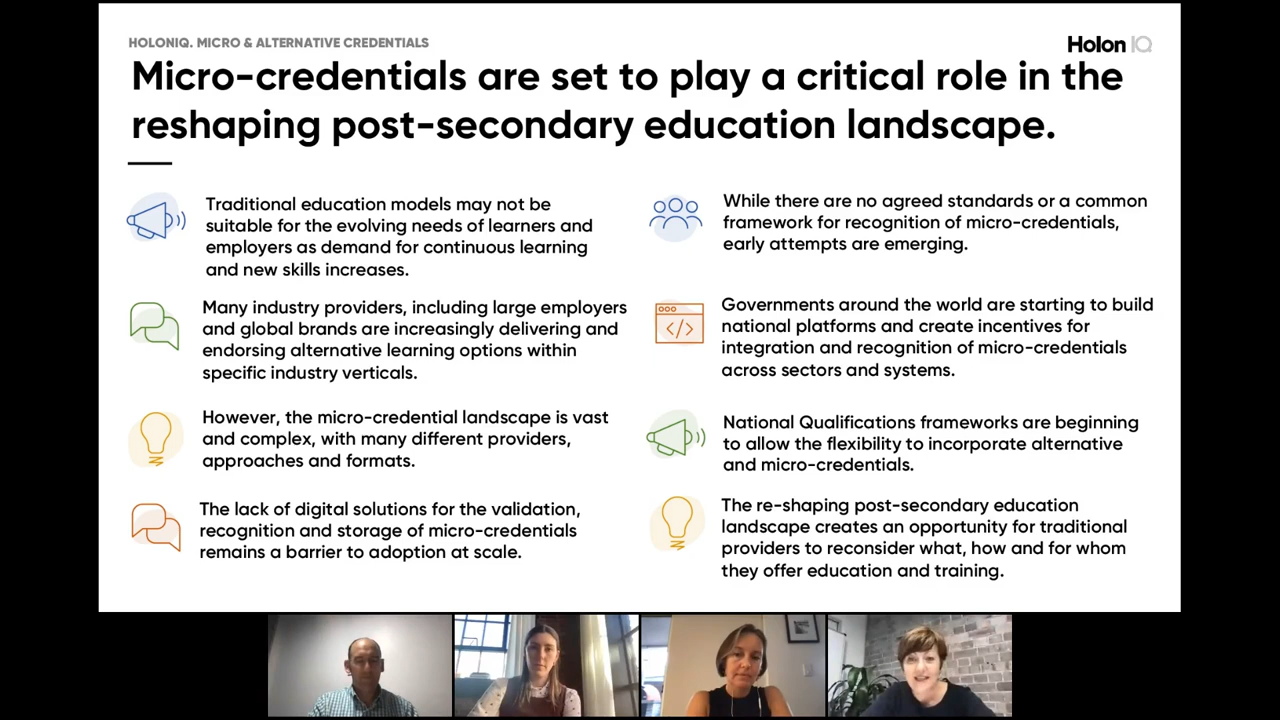 HOLONIQ. MICRO & ALTERNATIVE CREDENTIALS
Holon IQ
Micro-credentials are set to play a critical role in the
reshaping post-secondary education landscape.
Traditional education models may not be
suitable for the evolving needs of learners and
employers as demand for continuous learning
and new skills increases.
Many industry providers, including large employers
and global brands are increasingly delivering and
endorsing alternative learning options within
specific industry verticals.
However, the micro-credential landscape is vast
and complex, with many different providers,
approaches and formats.
The lack of digital solutions for the validation,
recognition and storage of micro-credentials
remains a barrier to adoption at scale.
While there are no agreed standards or a common
framework for recognition of micro-credentials,
early attempts are emerging.
Governments around the world are starting to build
national platforms and create incentives for
integration and recognition of micro-credentials
across sectors and systems.
National Qualifications frameworks are beginning
to allow the flexibility to incorporate alternative
and micro-credentials.
The re-shaping post-secondary education
landscape creates an opportunity for traditional
providers to reconsider what, how and for whom
they offer education and training.